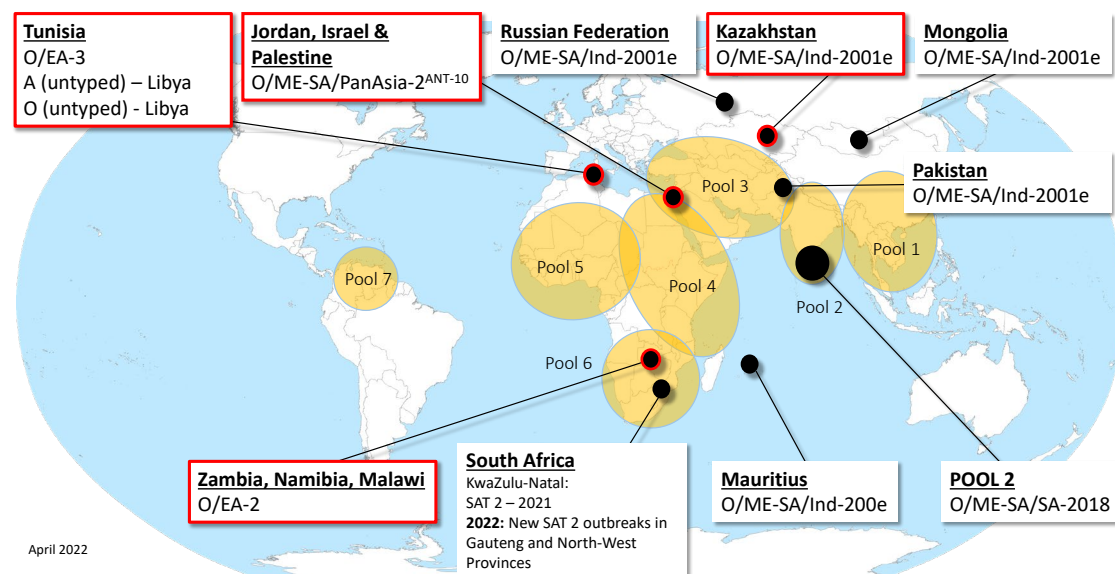 Tunisia
O/EA-3
A (untyped) – Libya
O (untyped) - Libya
Jordan, Israel &
Palestine
O/ME-SA/PanAsia-2ANT-10
Russian Federation
O/ME-SA/Ind-2001e
Kazakhstan
O/ME-SA/Ind-2001e
Mongolia
O/ME-SA/Ind-2001e
Pakistan
O/ME-SA/Ind-2001e
Pool 3
Pool 1
Pool 5
Pool 4
Pool 7
Pool 2
Pool 6
Zambia, Namibia, Malawi
O/EA-2
South Africa
KwaZulu-Natal:
SAT 2 – 2021
2022: New SAT 2 outbreaks in
Gauteng and North-West
Provinces
Mauritius
O/ME-SA/Ind-200e
POOL 2
O/ME-SA/SA-2018
April 2022